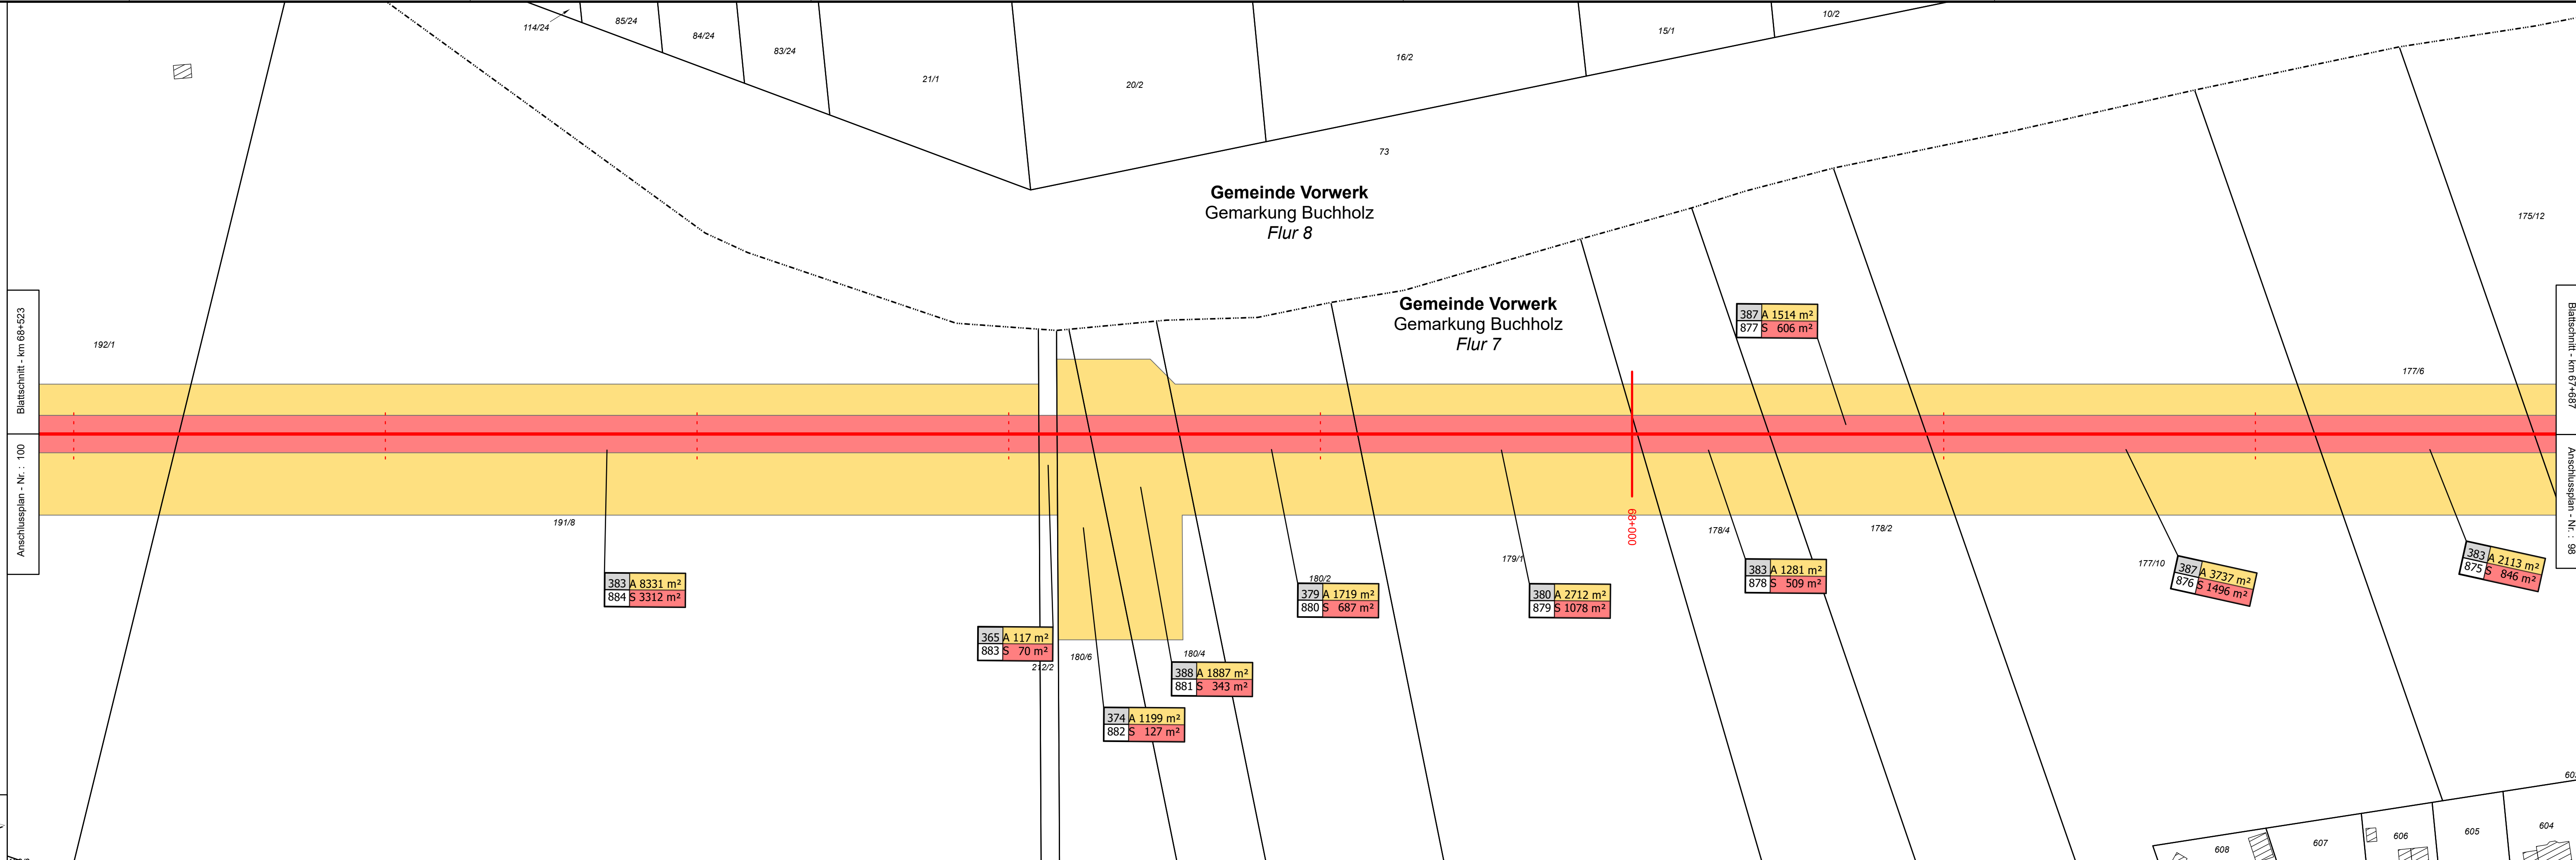 114/24
85/24
84/24
83/24
21/1
20/2
16/2
15/1
10/2
73
Gemeinde Vorwerk
Gemarkung Buchholz
Flur 8
175/12
Gemeinde Vorwerk
Gemarkung Buchholz
Flur 7
387 A 1514 m²
877 S 606 m²
Blattschnitt - km 68+523
Anschlussplan - Nr. : 100
192/1
177/6
Blattschnitt - km 67+687
Anschlussplan - Nr. : 98
68+000
191/8
179/1
178/4
178/2
177/10
383 A 8331 m²
884 S 3312 m²
180/2
379 A 1719 m²
880 S 687 m²
380 A 2712 m²
879 S 1078 m²
383 A 1281 m²
878 S 509 m²
387 A 3737 m²
876 S 1496 m²
383 A 2113 m²
875 S 846 m²
365 A 117 m²
883 S 70 m²
212/2
180/6
180/4
388 A 1887 m²
881 S 343 m²
374 A 1199 m²
882 S 127 m²
608
607
606
605
604